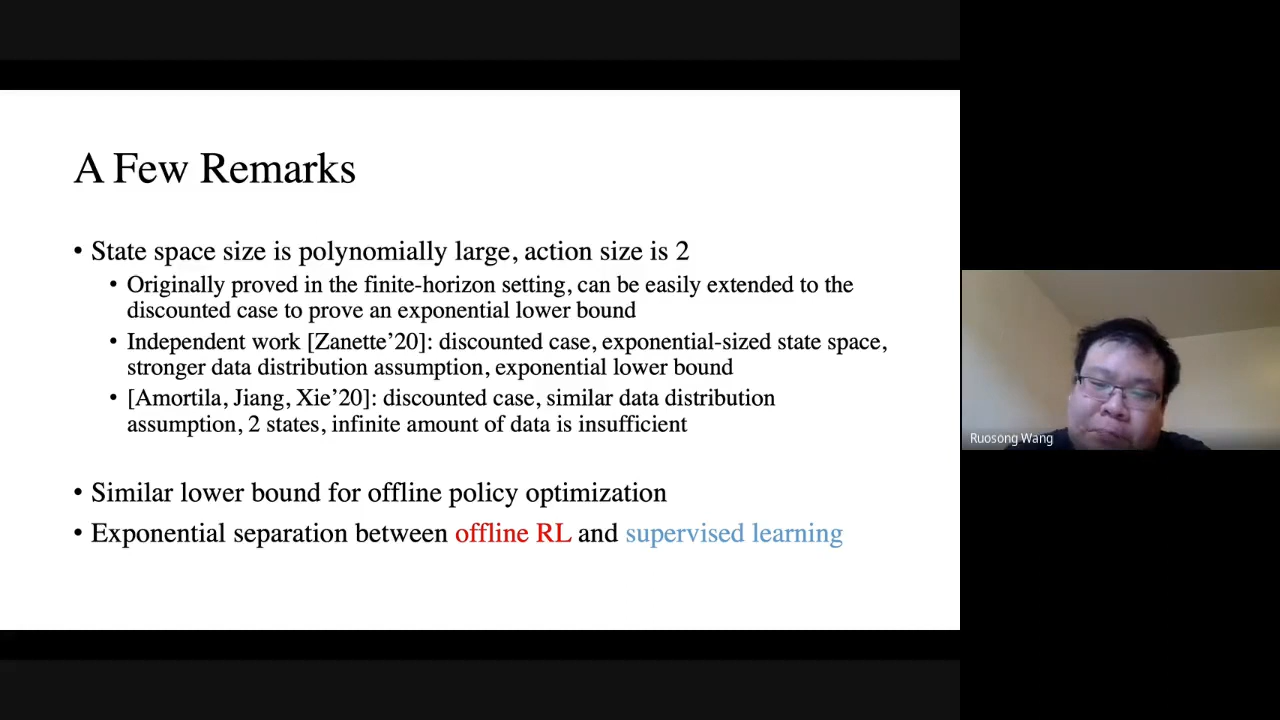 A Few Remarks
• State space size is polynomially large, action size is 2
• Originally proved in the finite-horizon setting, can be easily extended to the
discounted case to prove an exponential lower bound
• Independent work [Zanette’20]: discounted case, exponential-sized state space,
stronger data distribution assumption, exponential lower bound
• [Amortila, Jiang, Xie’20]: discounted case, similar data distribution
assumption, 2 states, infinite amount of data is insufficient
• Similar lower bound for offline policy optimization
• Exponential separation between offline RL and supervised learning
Ruosong Wang